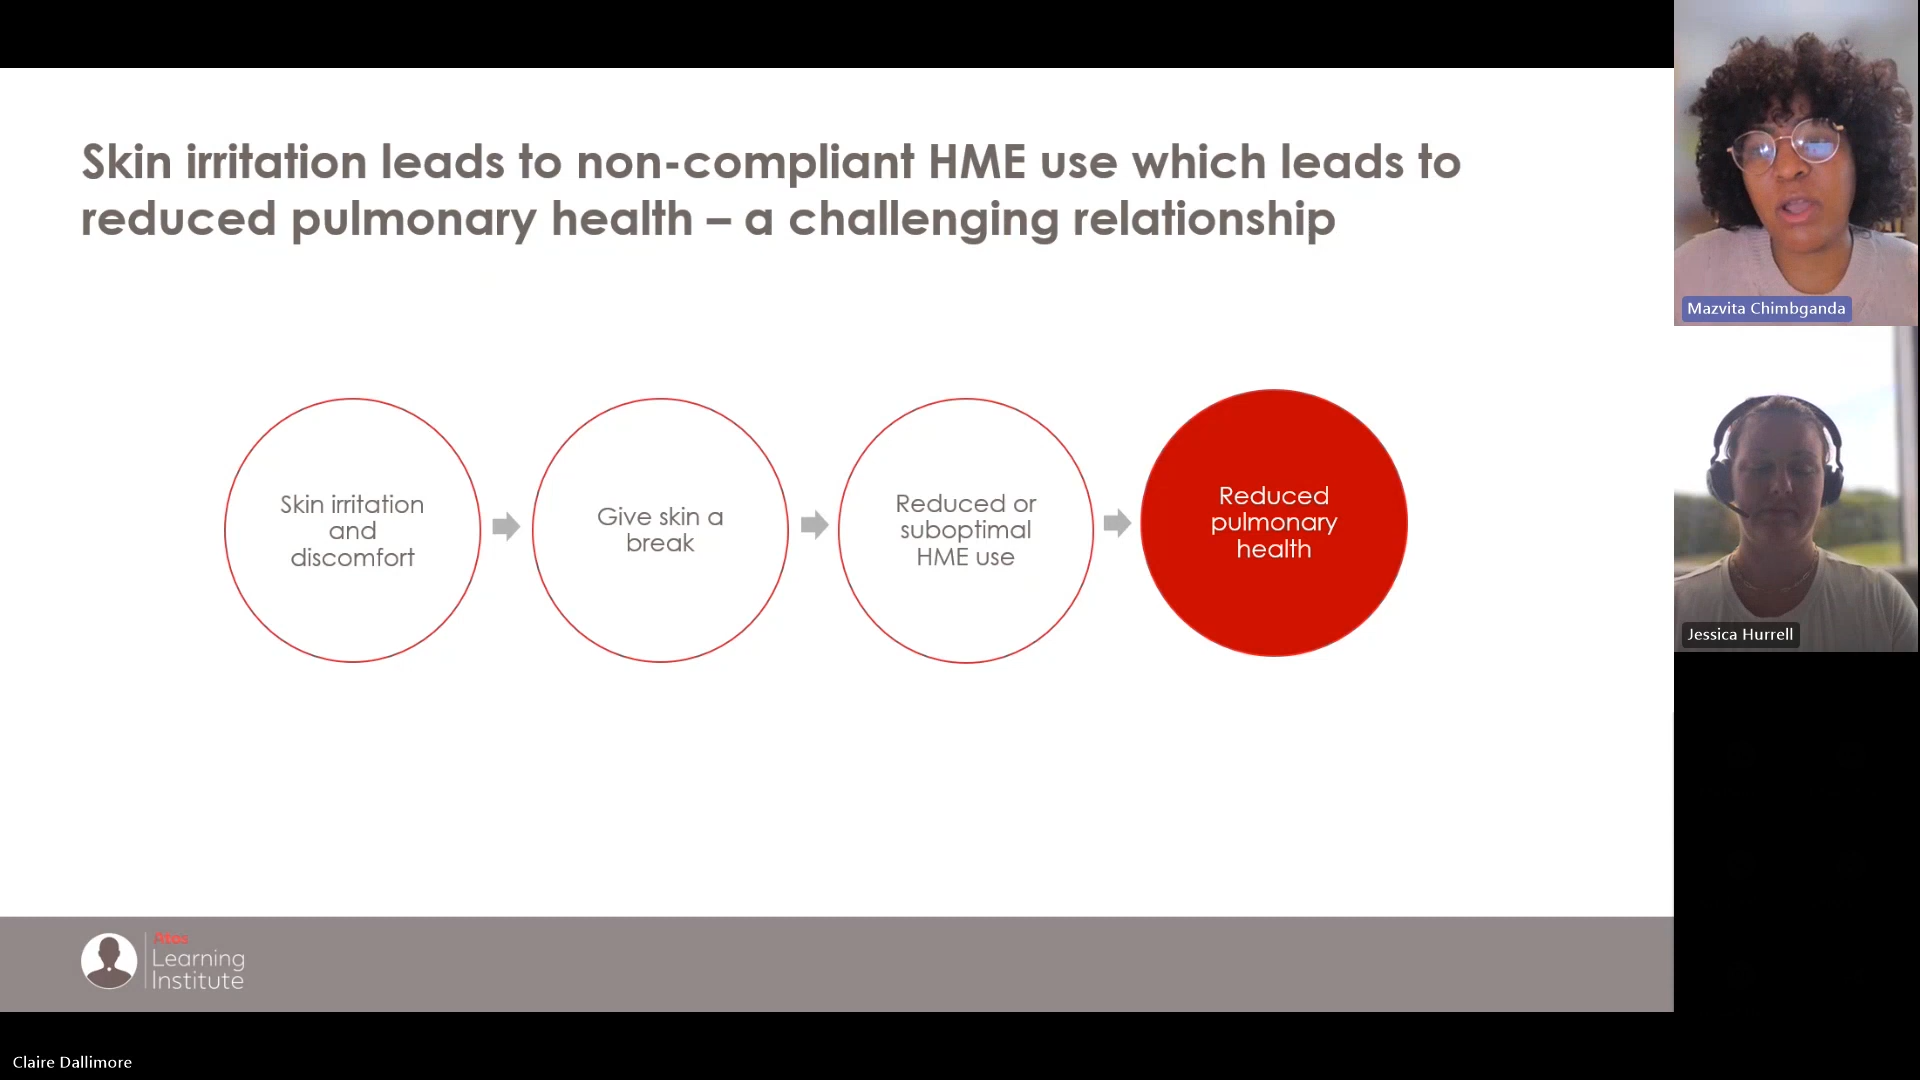 Skin irritation leads to non-compliant HME use which leads to
reduced pulmonary health – a challenging relationship
Skin irritation
and
discomfort
Give skin a
break
Reduced or
suboptimal
HME use
Reduced
pulmonary
health
Mazvita Chimbganda
Jessica Hurrell
Atos
Learning
Institute
Claire Dallimore